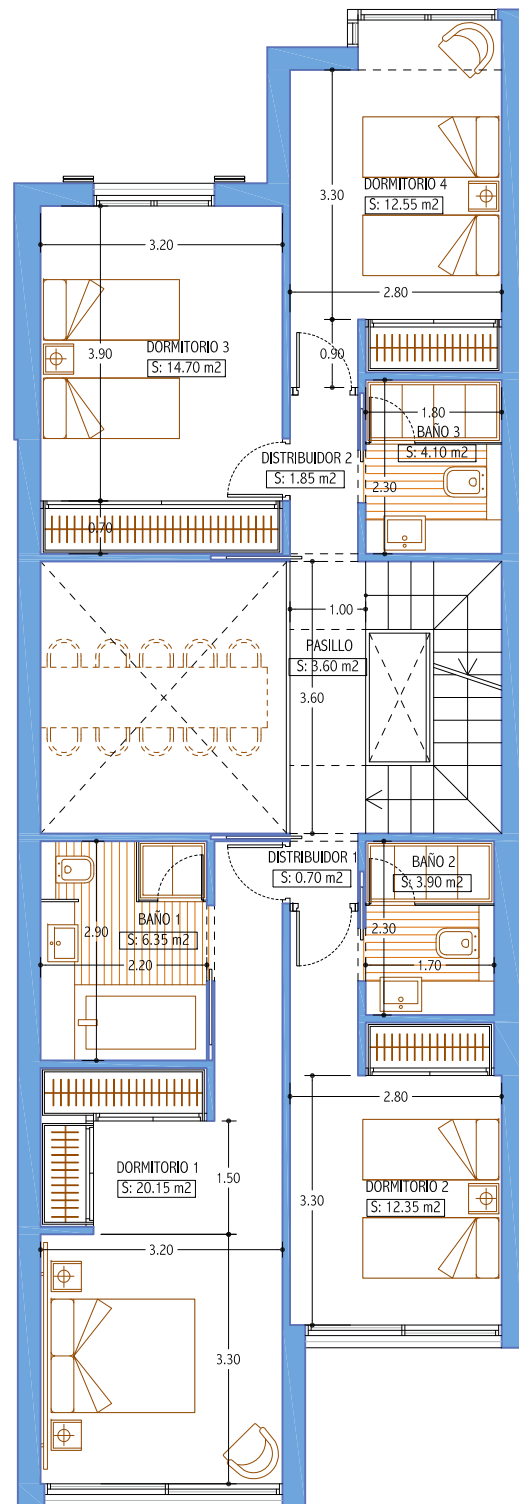 3.30
DORMITORIO 4
S: 12.55 m2
2.80
3.20
3.90
DORMITORIO 3
S: 14.70 m2
0.90
1.80
BAÑO 3
S: 4.10 m2
2.30
DISTRIBUIDOR 2
S: 1.85 m2
0.70
1.00
PASILLO
S: 3.60 m2
3.60
DISTRIBUIDOR 1
S: 0.70 m2
BAÑO 2
S: 3.90 m2
2.30
1.70
BAÑO 1
S: 6.35 m2
2.90
2.20
2.80
DORMITORIO 1
S: 20.15 m2
1.50
DORMITORIO 2
S: 12.35 m2
3.30
3.20
3.30